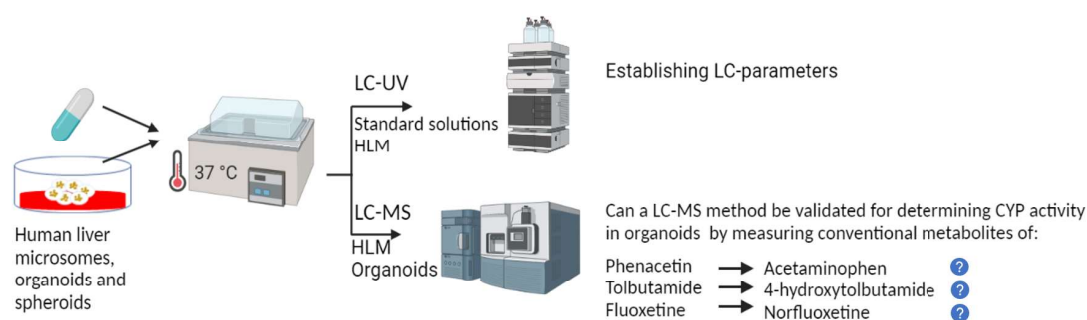 LC-UV
Establishing LC-parameters
Standard solutions
HLM
37 °C
LC-MS
HLM
Organoids
Human liver
microsomes,
organoids and
spheroids
Can a LC-MS method be validated for determining CYP activity
in organoids by measuring conventional metabolites of:
Phenacetin Acetaminophen ?
Tolbutamide 4-hydroxytolbutamide ?
Fluoxetine Norfluoxetine ?